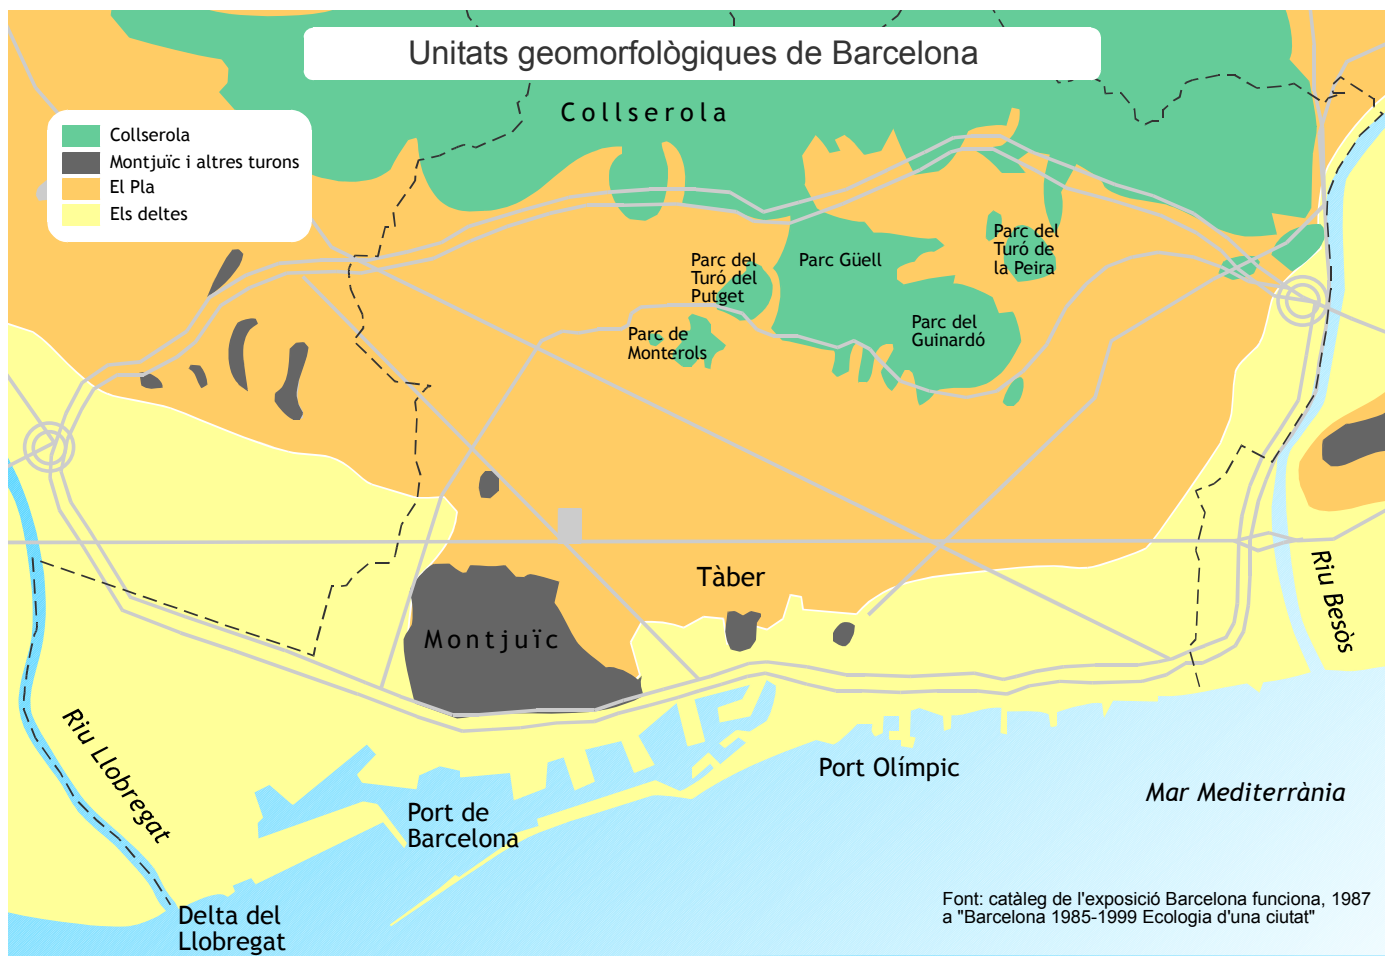 Unitats geomorfològiques de Barcelona
Collserola
Collserola
Montjuïc i altres turons
El Pla
Els deltes
Parc del
Turó de
la Peira
Parc del
Turó del
Putget
Parc Güell
Parc de
Monterols
Parc del
Guinardó
Tàber
Montjuïc
Riu Besòs
Riu Llobregat
Port Olímpic
Mar Mediterrània
Port de
Barcelona
Delta del
Llobregat
Font: catàleg de l'exposició Barcelona funciona, 1987
a "Barcelona 1985-1999 Ecologia d'una ciutat"